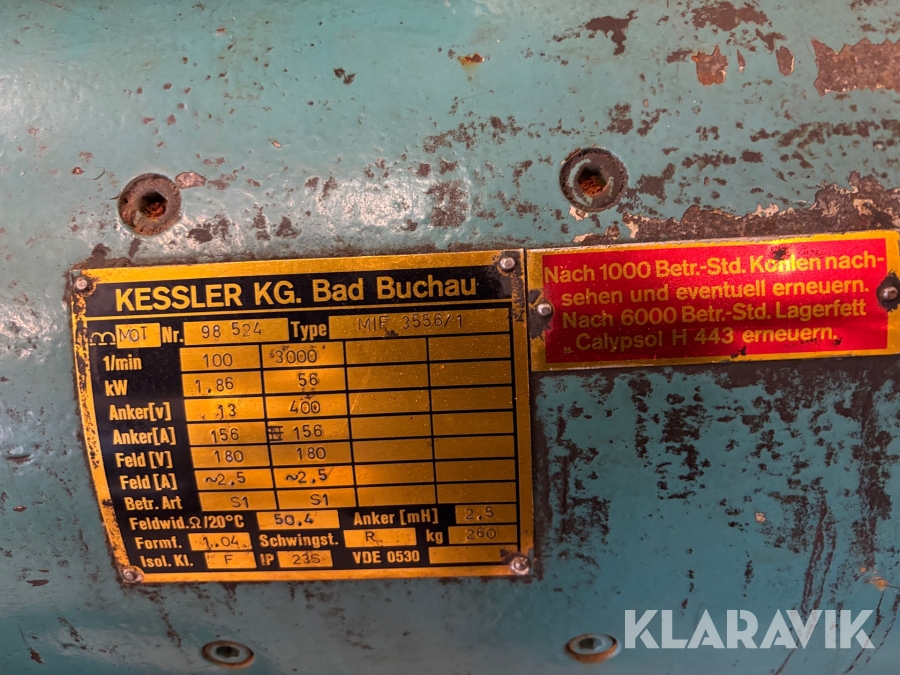 KESSLER KG. Bad Buchau
MOT Nr. 98 524 Type MIF 3556/1
1/min 100 3000
kW 1.86 56
Anker[v] 13 400
Anker[A] 156 156
Feld [V] 180 180
Feld [A] ~2,5 ~2,5
Betr. Art S1 S1
Feldwid.Ω/20°C 50.4 Anker [mH] 2,5
Formf. 1.04 Schwingst. R kg 260
Isol. Kl. F IP 23S VDE 0530
Nach 1000 Betr.-Std. Kohlen nach-
sehen und eventuell erneuern.
Nach 6000 Betr.-Std. Lagerfett
„Calypsol H 443 erneuern.
KLARAVIK